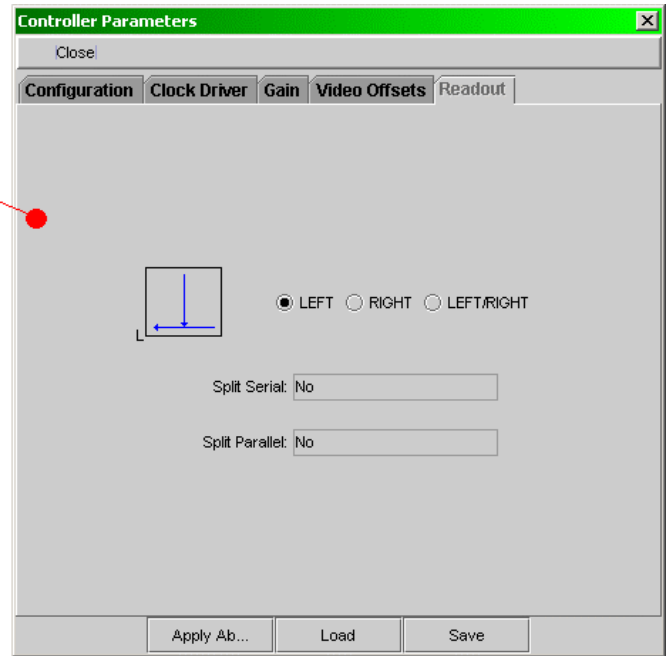 Controller Parameters
Close
Configuration Clock Driver Gain Video Offsets Readout
LEFT RIGHT LEFT/RIGHT
L
Split Serial: No
Split Parallel: No
Apply Ab... Load Save